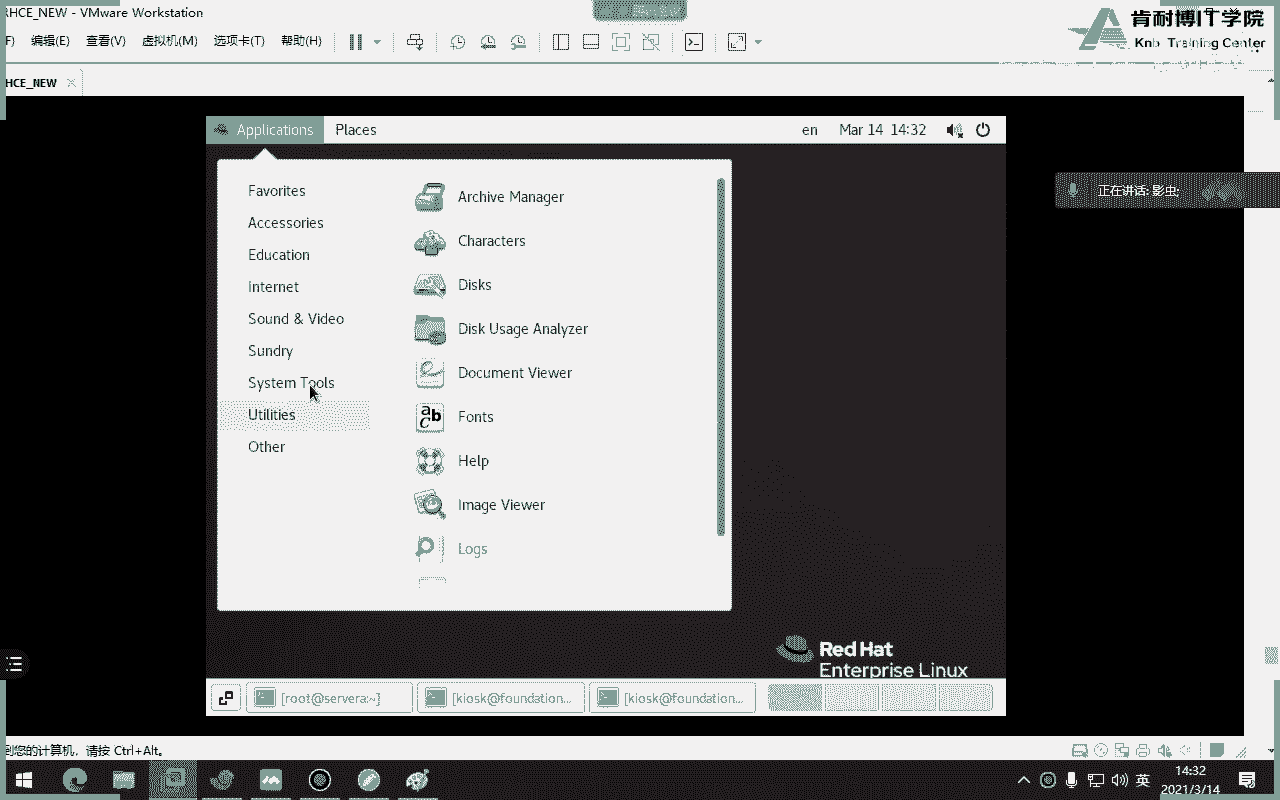 RHCE_NEW - VMware Workstation
肯耐博IT学院
Knb Training Center
F) 编辑(E) 查看(V) 虚拟机(M) 选项卡(T) 帮助(H)
HCE_NEW
Applications Places en Mar 14 14:32
正在讲话: 影虫;
Favorites
Accessories
Education
Internet
Sound & Video
Sundry
System Tools
Utilities
Other
Archive Manager
Characters
Disks
Disk Usage Analyzer
Document Viewer
Fonts
Help
Image Viewer
Logs
abc
Red Hat
Enterprise Linux
[root@servera:~] [kiosk@foundation... [kiosk@foundation...
到您的计算机，请按 Ctrl+Alt。
英
14:32
2021/3/14